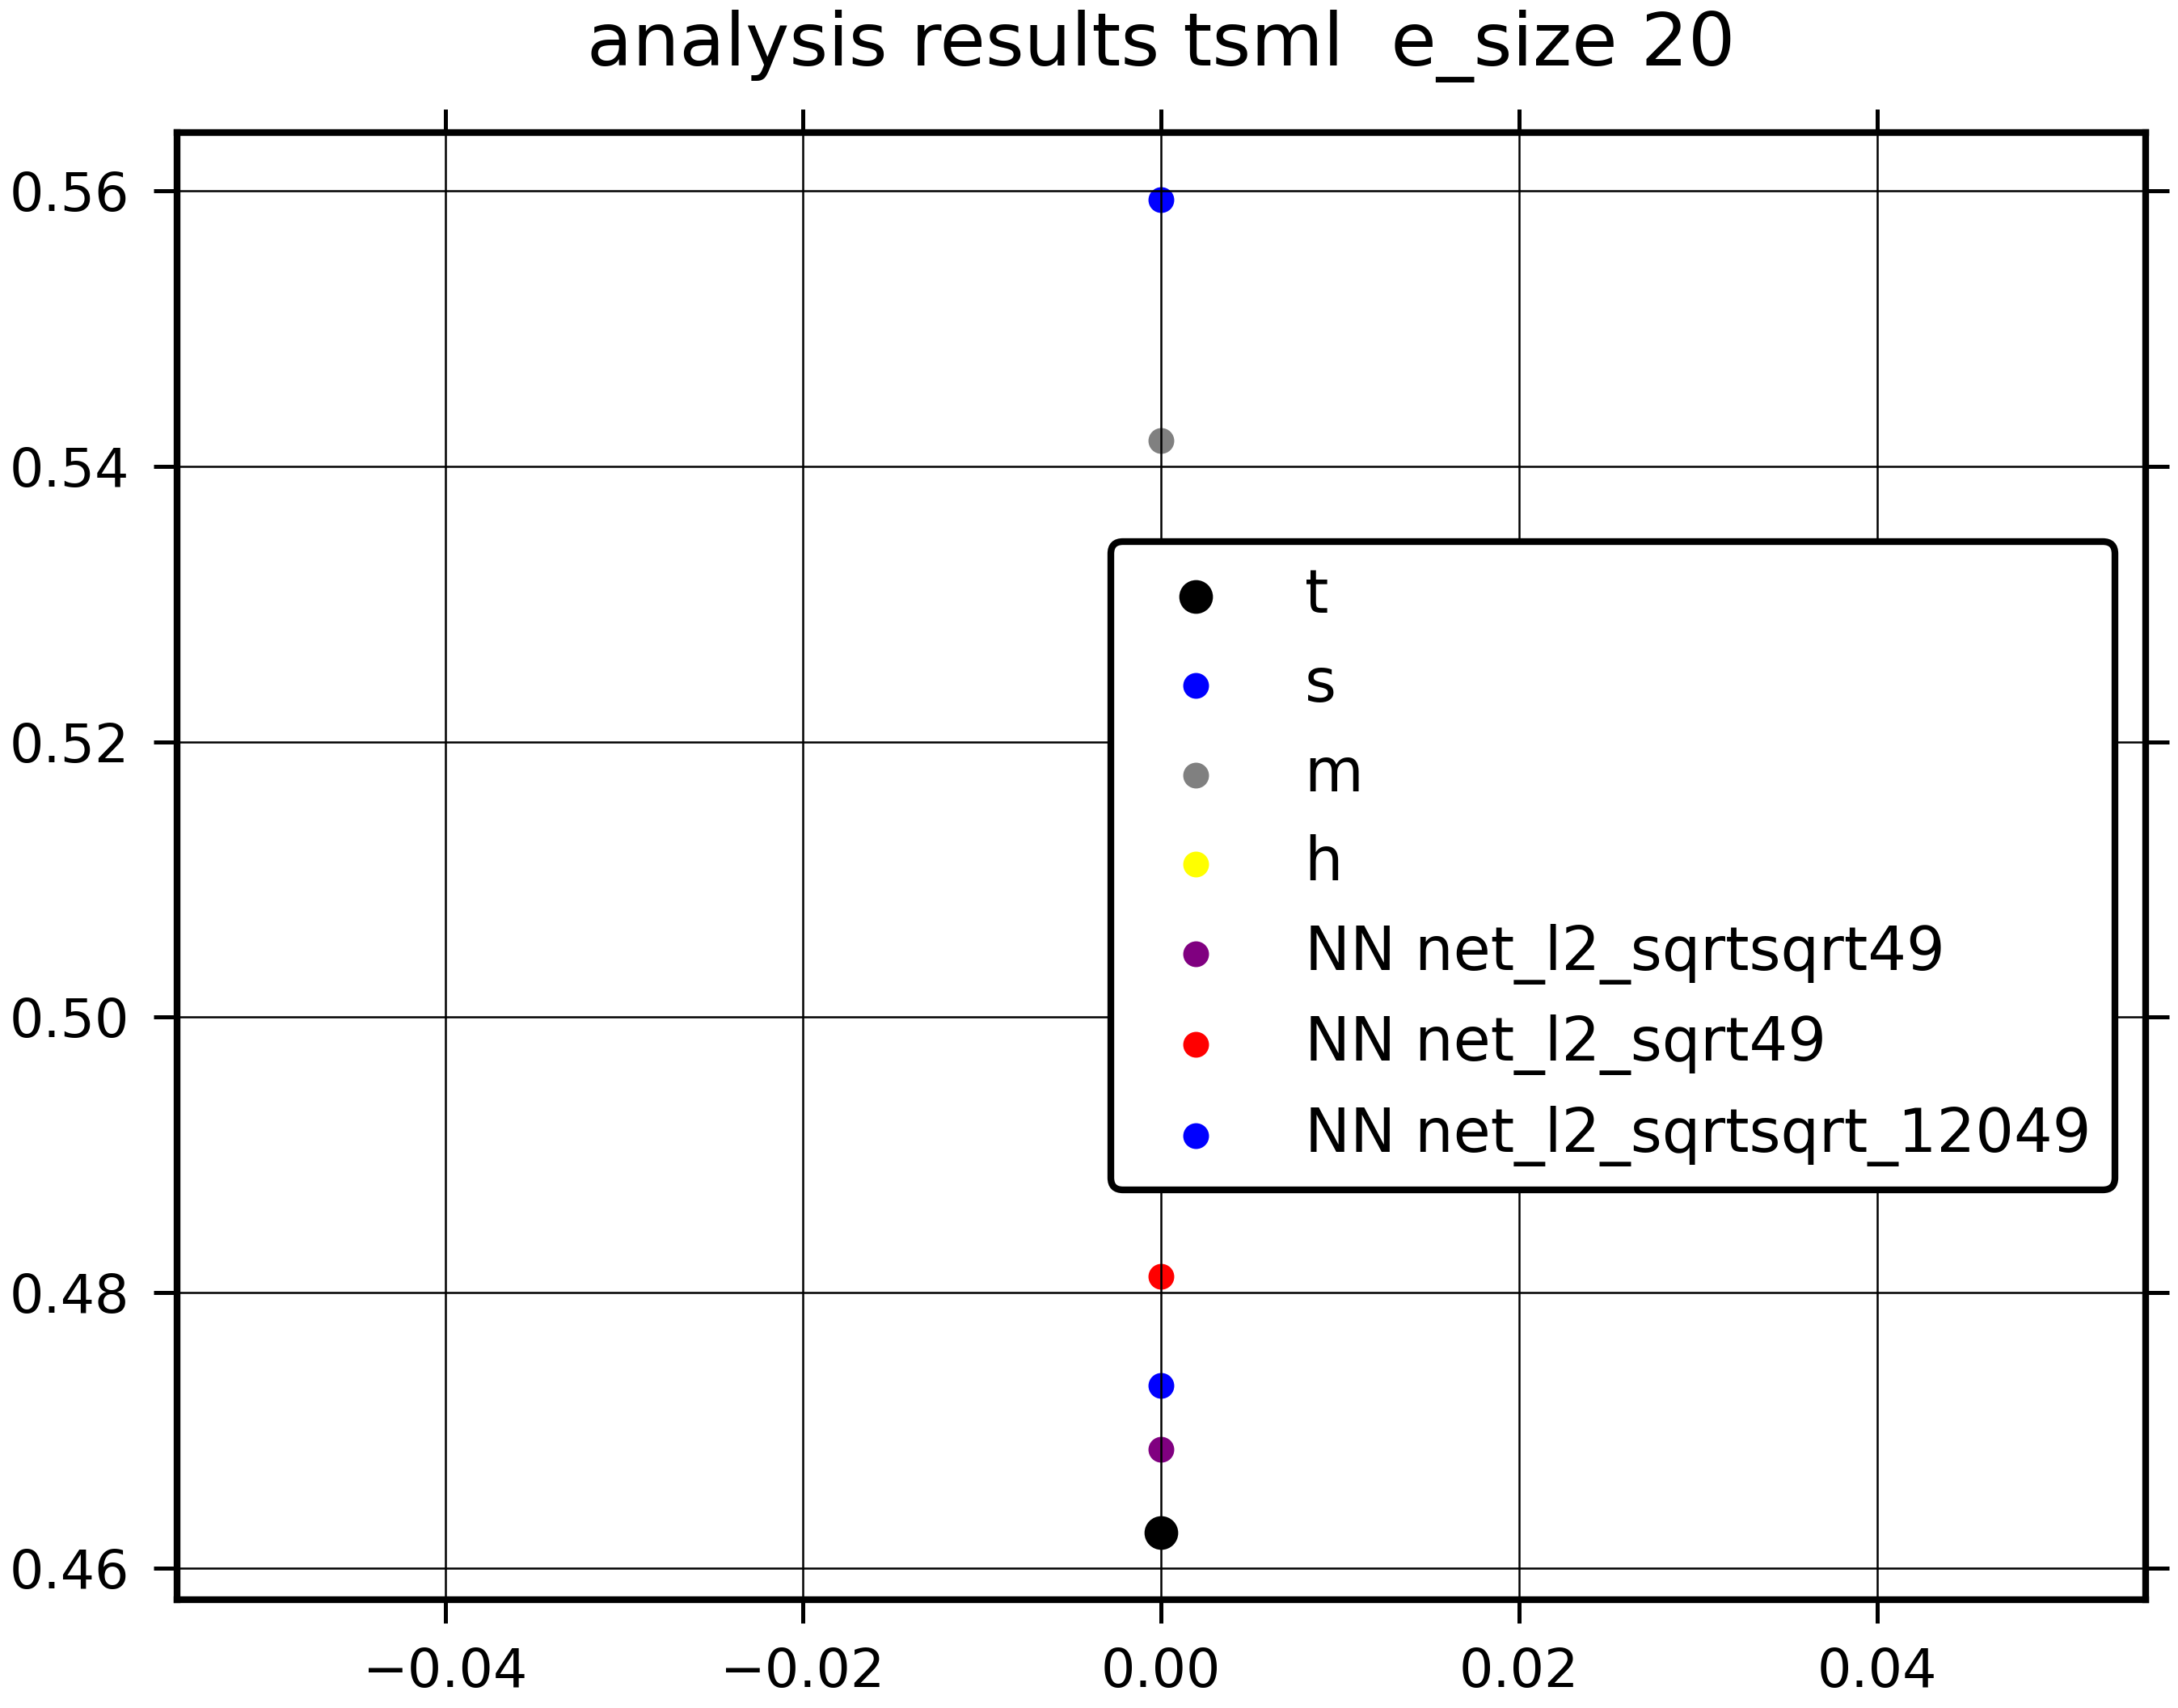 analysis results tsml  e_size 20
0.56
0.54
0.52
0.50
0.48
0.46
t
s
m
h
NN net_l2_sqrtsqrt49
NN net_l2_sqrt49
NN net_l2_sqrtsqrt_12049
−0.04 −0.02 0.00 0.02 0.04